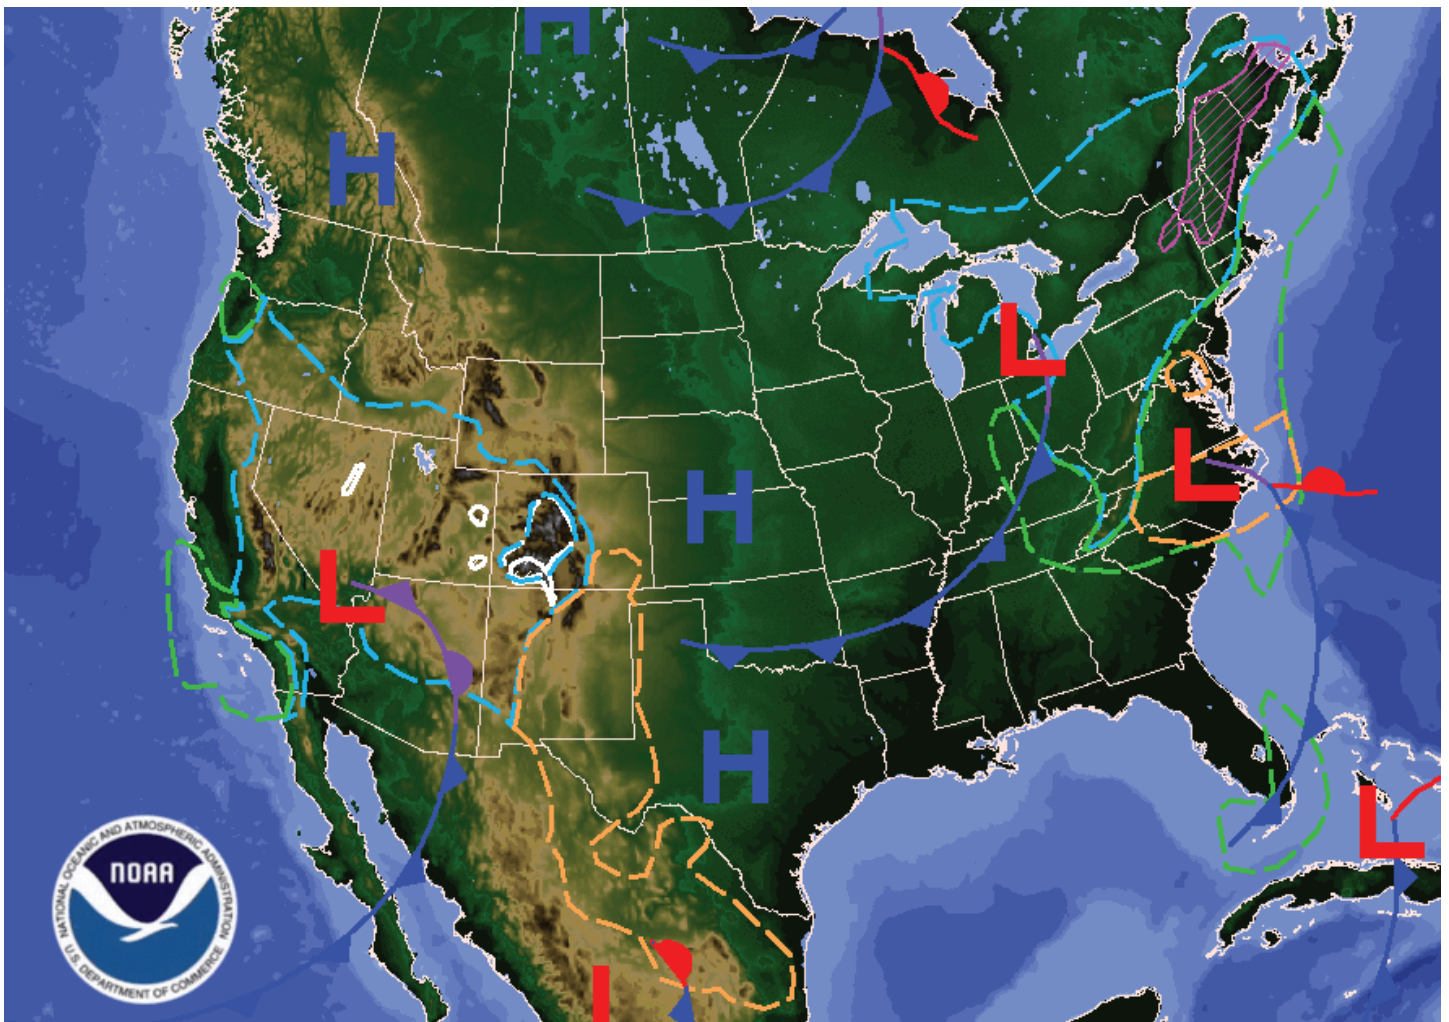 H
H
L
H
L
L
H
L
NATIONAL OCEANIC AND ATMOSPHERIC ADMINISTRATION
NOAA
U.S. DEPARTMENT OF COMMERCE